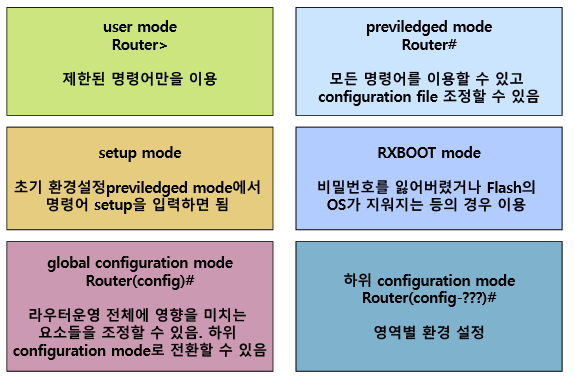 user mode
Router>
제한된 명령어만을 이용
previledged mode
Router#
모든 명령어를 이용할 수 있고
configuration file 조정할 수 있음
setup mode
초기 환경설정previledged mode에서
명령어 setup을 입력하면 됨
RXBOOT mode
비밀번호를 잃어버렸거나 Flash의
OS가 지워지는 등의 경우 이용
global configuration mode
Router(config)#
라우터운영 전체에 영향을 미치는
요소들을 조정할 수 있음. 하위
configuration mode로 전환할 수 있음
하위 configuration mode
Router(config-???)#
영역별 환경 설정